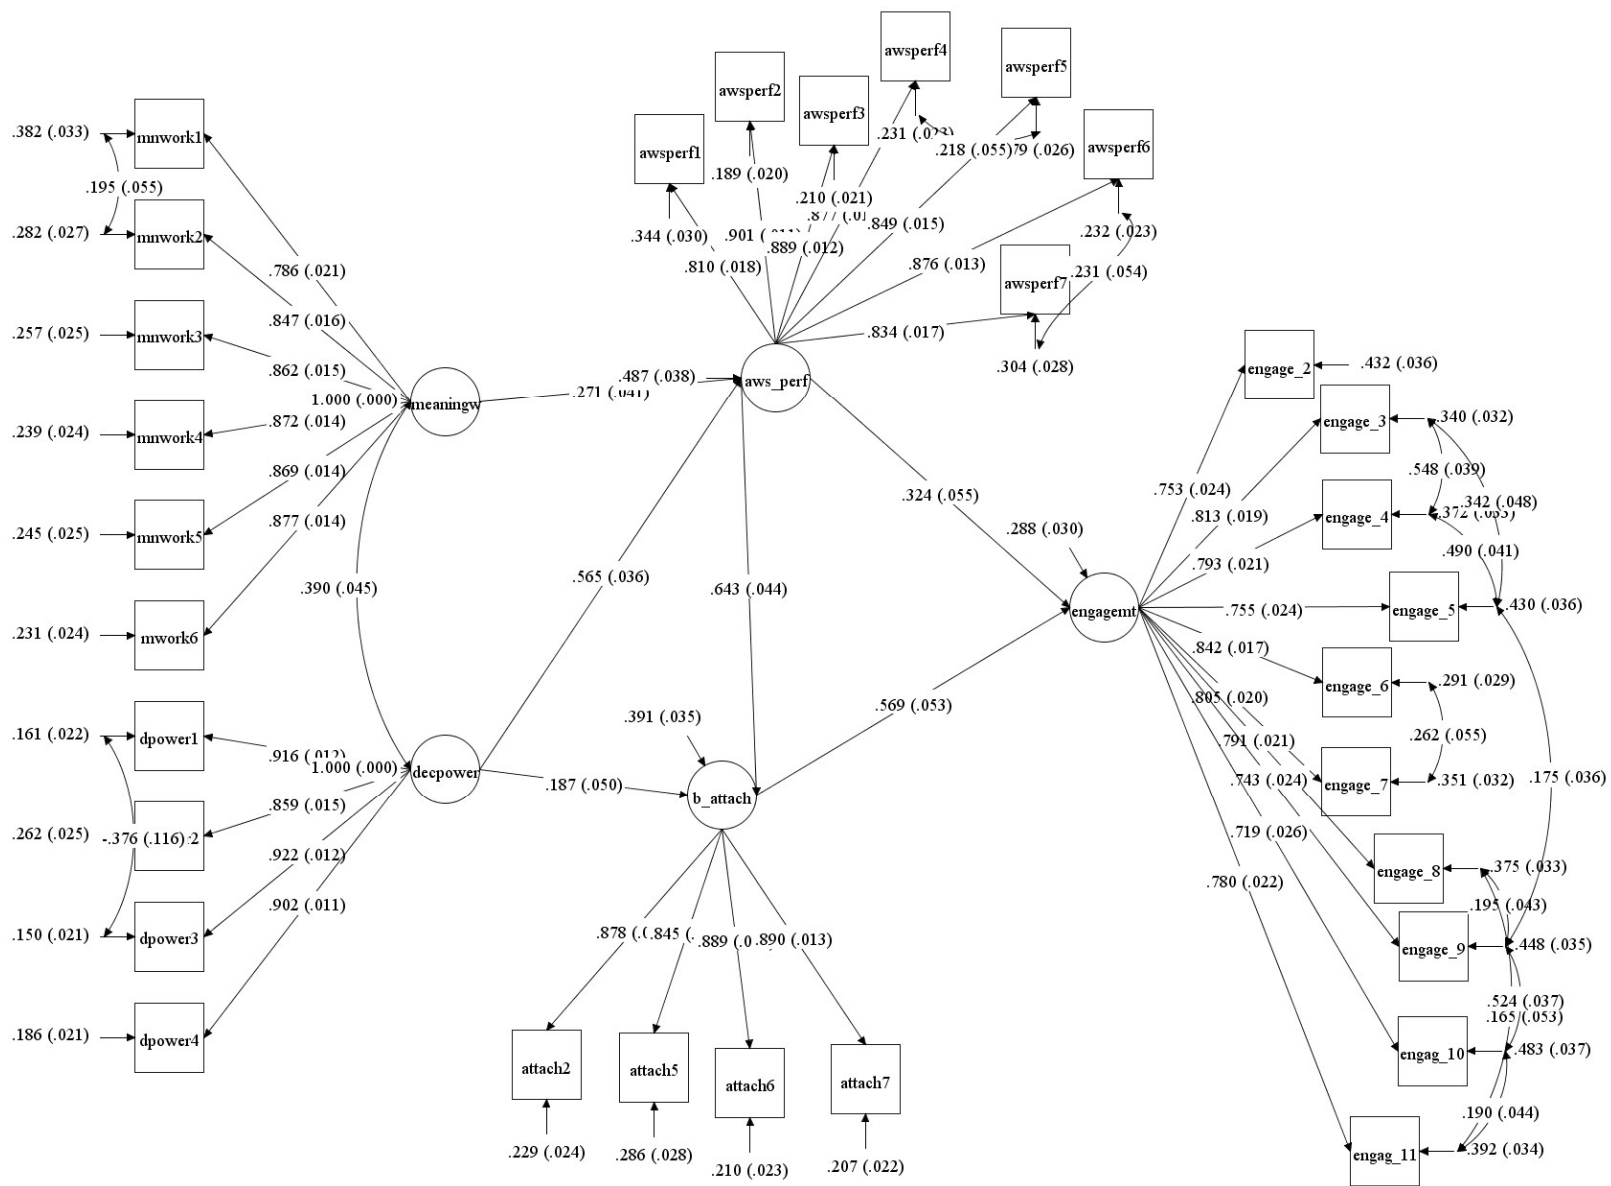 awsperf4
awsperf5
awsperf2
awsperf3
awsperf1
awsperf6
awsperf7
.231
.218 (.055)
(.026)
.189 (.020)
.210 (.021)
.849 (.015)
.344 (.030)
.901
.889 (.012)
.810 (.018)
.876 (.013)
.232 (.023)
.231 (.054)
.834 (.017)
.304 (.028)
.382 (.033)
mnwork1
.195 (.055)
.282 (.027)
mnwork2
.257 (.025)
mnwork3
.239 (.024)
mnwork4
.245 (.025)
mnwork5
.231 (.024)
mwork6
.786 (.021)
.847 (.016)
.862 (.015)
1.000 (.000)
.872 (.014)
.869 (.014)
.877 (.014)
meaningw
.487 (.038)
.271 (.041)
aws_perf
.390 (.045)
.565 (.036)
.643 (.044)
.324 (.055)
.288 (.030)
engagemt
.569 (.053)
.391 (.035)
.187 (.050)
b_attach
decpower
.161 (.022)
dpower1
.916 (.012)
1.000 (.000)
.859 (.015)
.262 (.025)
-.376 (.116)
.922 (.012)
.902 (.011)
.150 (.021)
dpower3
.186 (.021)
dpower4
.878
.845
.889
.890 (.013)
attach2
attach5
attach6
attach7
.229 (.024)
.286 (.028)
.210 (.023)
.207 (.022)
engage_2
.432 (.036)
engage_3
.340 (.032)
.548 (.039)
.342 (.048)
engage_4
.490 (.041)
engage_5
.430 (.036)
engage_6
.291 (.029)
.262 (.055)
engage_7
.351 (.032)
.175 (.036)
engage_8
.375 (.033)
.195 (.043)
engage_9
.448 (.035)
.524 (.037)
.165 (.053)
engag_10
.483 (.037)
.190 (.044)
engag_11
.392 (.034)
.753 (.024)
.813 (.019)
.793 (.021)
.755 (.024)
.842 (.017)
.805 (.020)
.791 (.021)
.743 (.024)
.719 (.026)
.780 (.022)